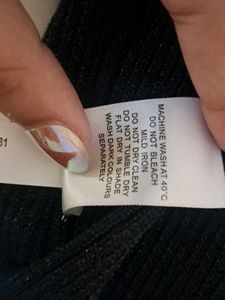 MACHINE WASH AT 40°C
DO NOT BLEACH
MILD IRON
DO NOT DRY CLEAN
DO NOT TUMBLE DRY
FLAT DRY IN SHADE
WASH DARK COLOURS
SEPARATELY
31